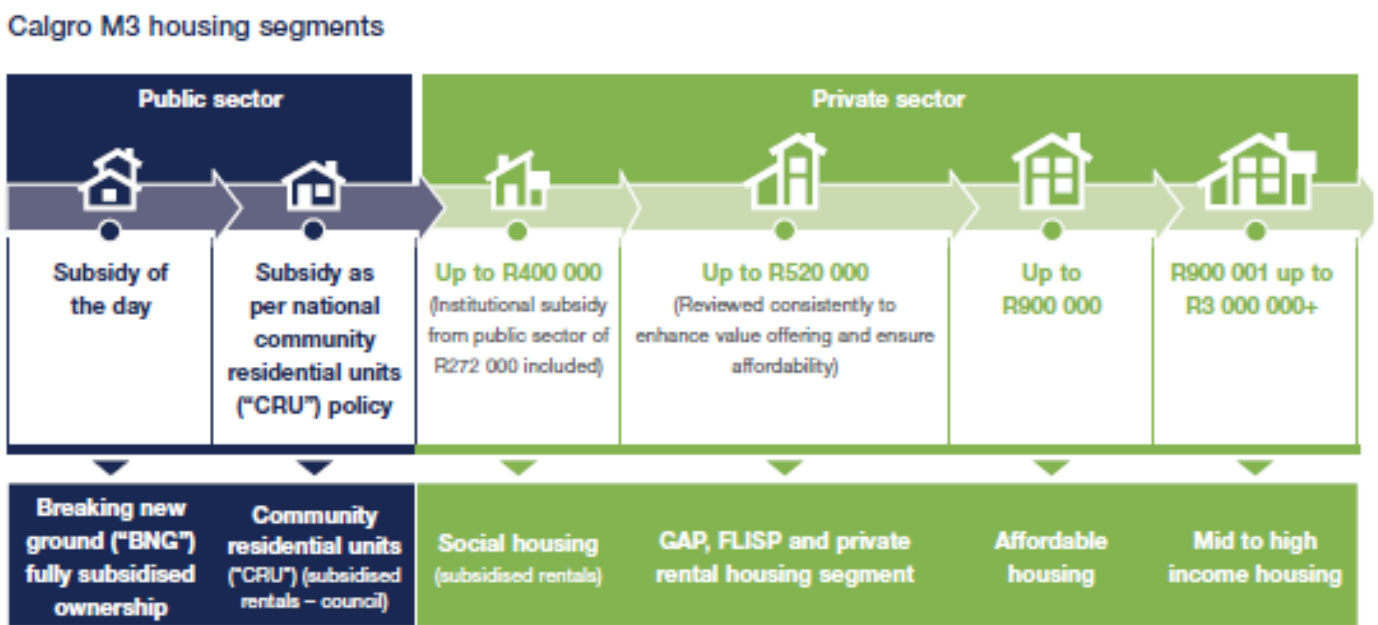 Calgro M3 housing segments
Public sector
Private sector
Subsidy of
the day
Subsidy as
per national
community
residential units
("CRU") policy
Up to R400 000
(Institutional subsidy
from public sector of
R272 000 included)
Up to R520 000
(Reviewed consistently to
enhance value offering and ensure
affordability)
Up to
R900 000
R900 001 up to
R3 000 000+
Breaking new
ground ("BNG")
fully subsidised
ownership
Community
residential units
("CRU") (subsidised
rentals – council)
Social housing
(subsidised rentals)
GAP, FLISP and private
rental housing segment
Affordable
housing
Mid to high
income housing